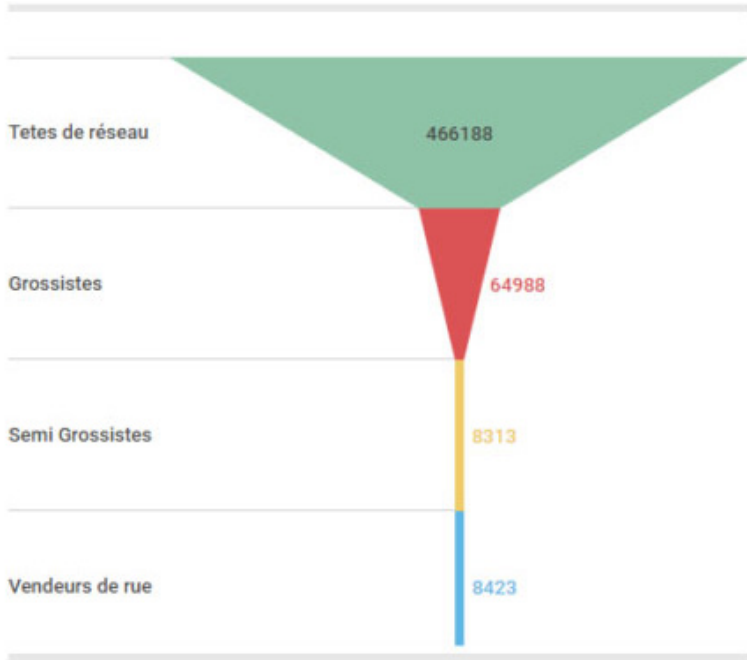 Tetes de réseau
466188
Grossistes
64988
Semi Grossistes
8313
Vendeurs de rue
8423